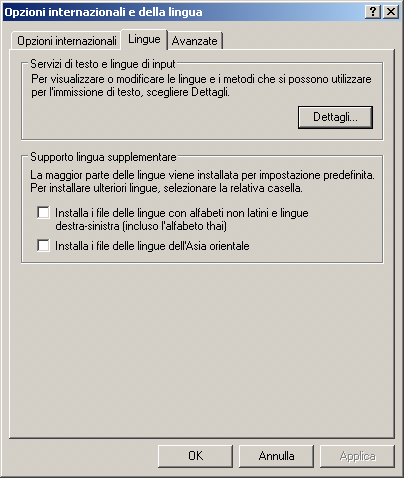 Opzioni internazionali e della lingua
Opzioni internazionali
Lingue
Avanzate
Servizi di testo e lingue di input
Per visualizzare o modificare le lingue e i metodi che si possono utilizzare
per l'immissione di testo, scegliere Dettagli.
Dettagli...
Supporto lingua supplementare
La maggior parte delle lingue viene installata per impostazione predefinita.
Per installare ulteriori lingue, selezionare la relativa casella.
Installa i file delle lingue con alfabeti non latini e lingue
destra-sinistra (incluso l'alfabeto thai)
Installa i file delle lingue dell'Asia orientale
OK
Annulla
Applica